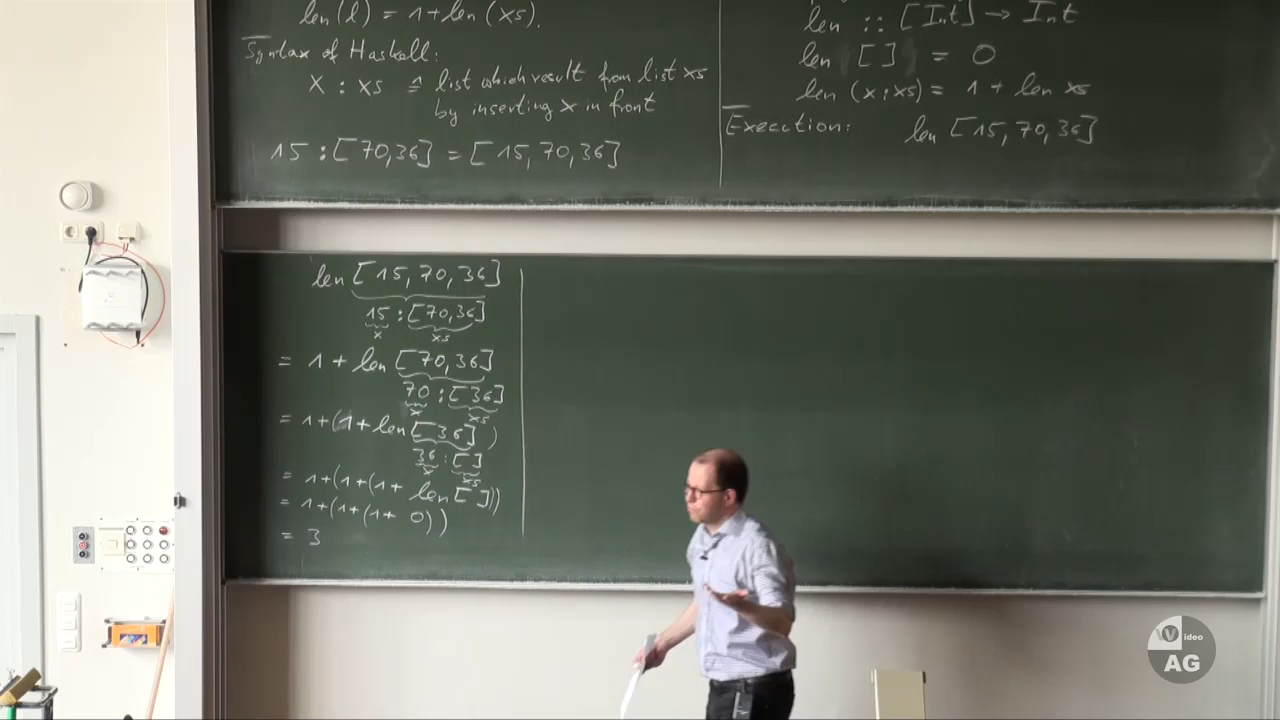 len(l) = 1+len(xs).
Syntax of Haskell:
x : xs ≙ list which result from list xs
by inserting x in front
15 : [70,36] = [15,70,36]
len :: [Int] → Int
len [] = 0
len (x:xs) = 1 + len xs
Execution: len [15,70,36]
len [15,70,36]
15 : [70,36]
x xs
= 1 + len [70,36]
70 : [36]
x xs
= 1+(1+len [36])
36 : []
x xs
= 1+(1+(1+ len []))
= 1+(1+(1+ 0))
= 3
Video
AG